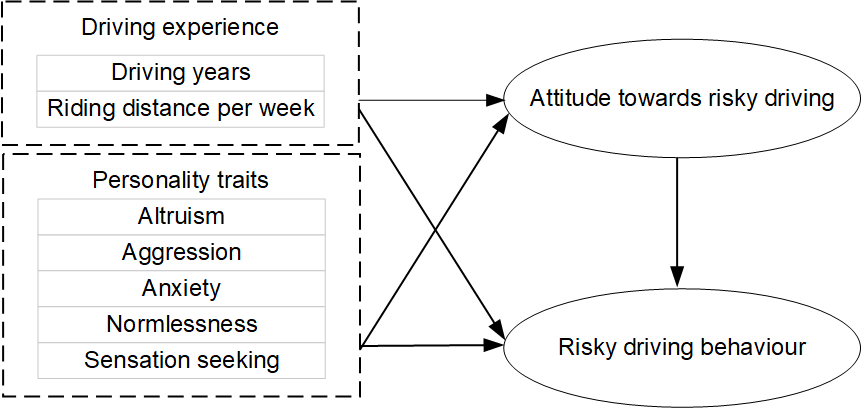 Driving experience
Driving years
Riding distance per week
Personality traits
Altruism
Aggression
Anxiety
Normlessness
Sensation seeking
Attitude towards risky driving
Risky driving behaviour